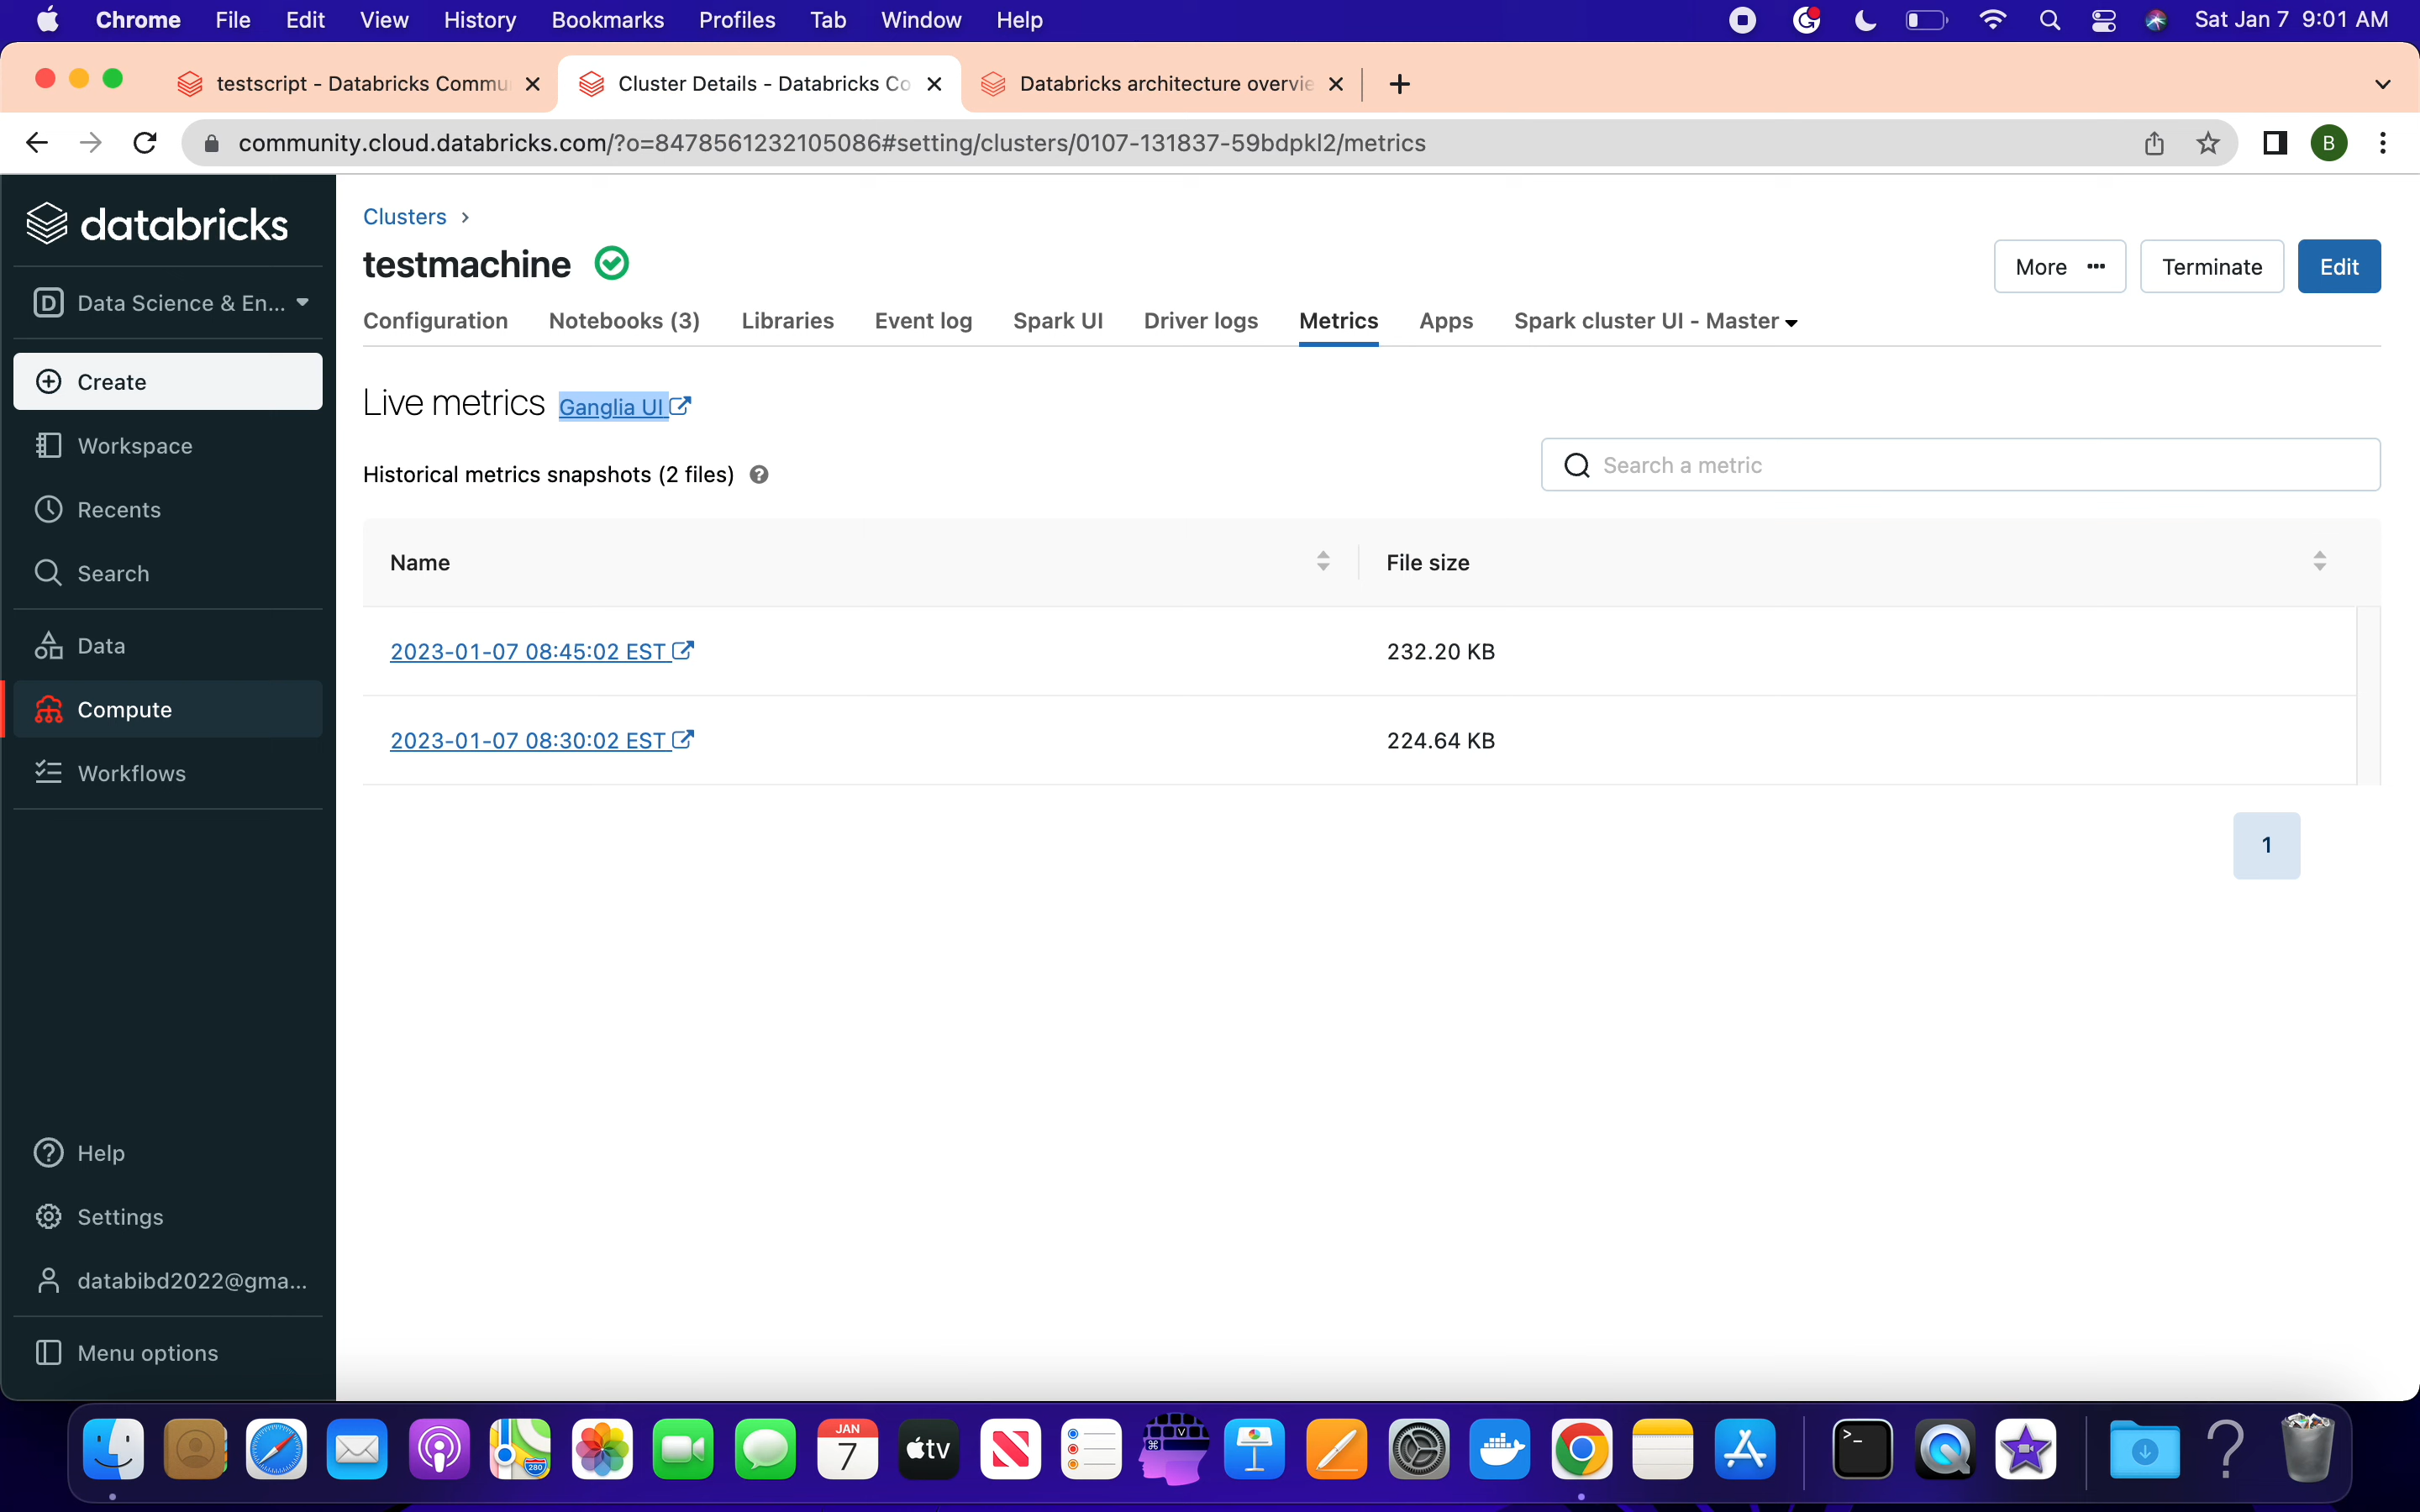 Chrome File Edit View History Bookmarks Profiles Tab Window Help Sat Jan 7 9:01 AM
testscript - Databricks Commu Cluster Details - Databricks Co Databricks architecture overvie
community.cloud.databricks.com/?o=8478561232105086#setting/clusters/0107-131837-59bdpkl2/metrics B
databricks
D Data Science & En...
Create
Workspace
Recents
Search
Data
Compute
Workflows
Help
Settings
databibd2022@gma...
Menu options
Clusters
testmachine
More Terminate Edit
Configuration Notebooks (3) Libraries Event log Spark UI Driver logs Metrics Apps Spark cluster UI - Master
Live metrics Ganglia UI
Historical metrics snapshots (2 files) ? Search a metric
Name File size
2023-01-07 08:45:02 EST 232.20 KB
2023-01-07 08:30:02 EST 224.64 KB
1
JAN
7
tv
280